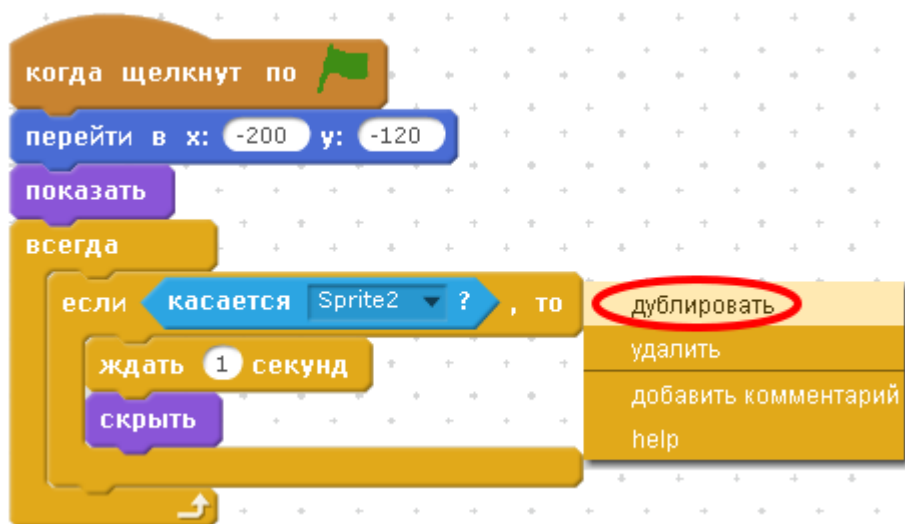 когда щелкнут по
перейти в x: -200 y: -120
показать
всегда
если касается Sprite2 ? , то
ждать 1 секунд
скрыть
дублировать
удалить
добавить комментарий
help